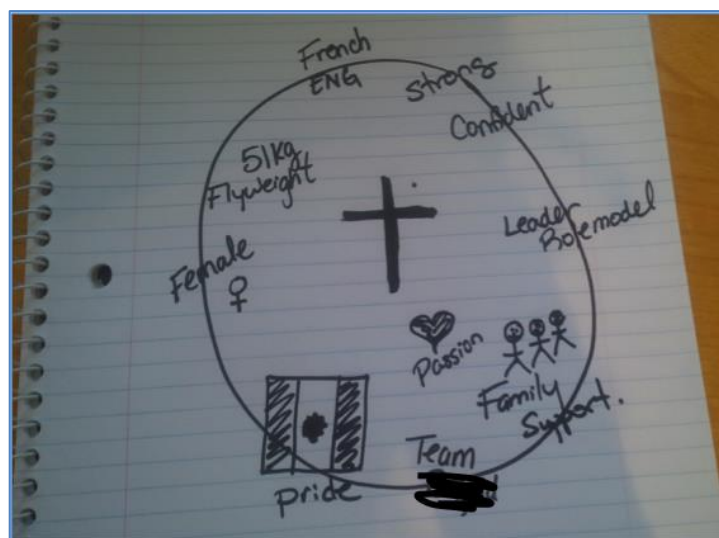 French
ENG
Strong
Confident
51kg
Flyweight
Leader
Rolemodel
Female
Passion
Family
Support.
Pride
Team